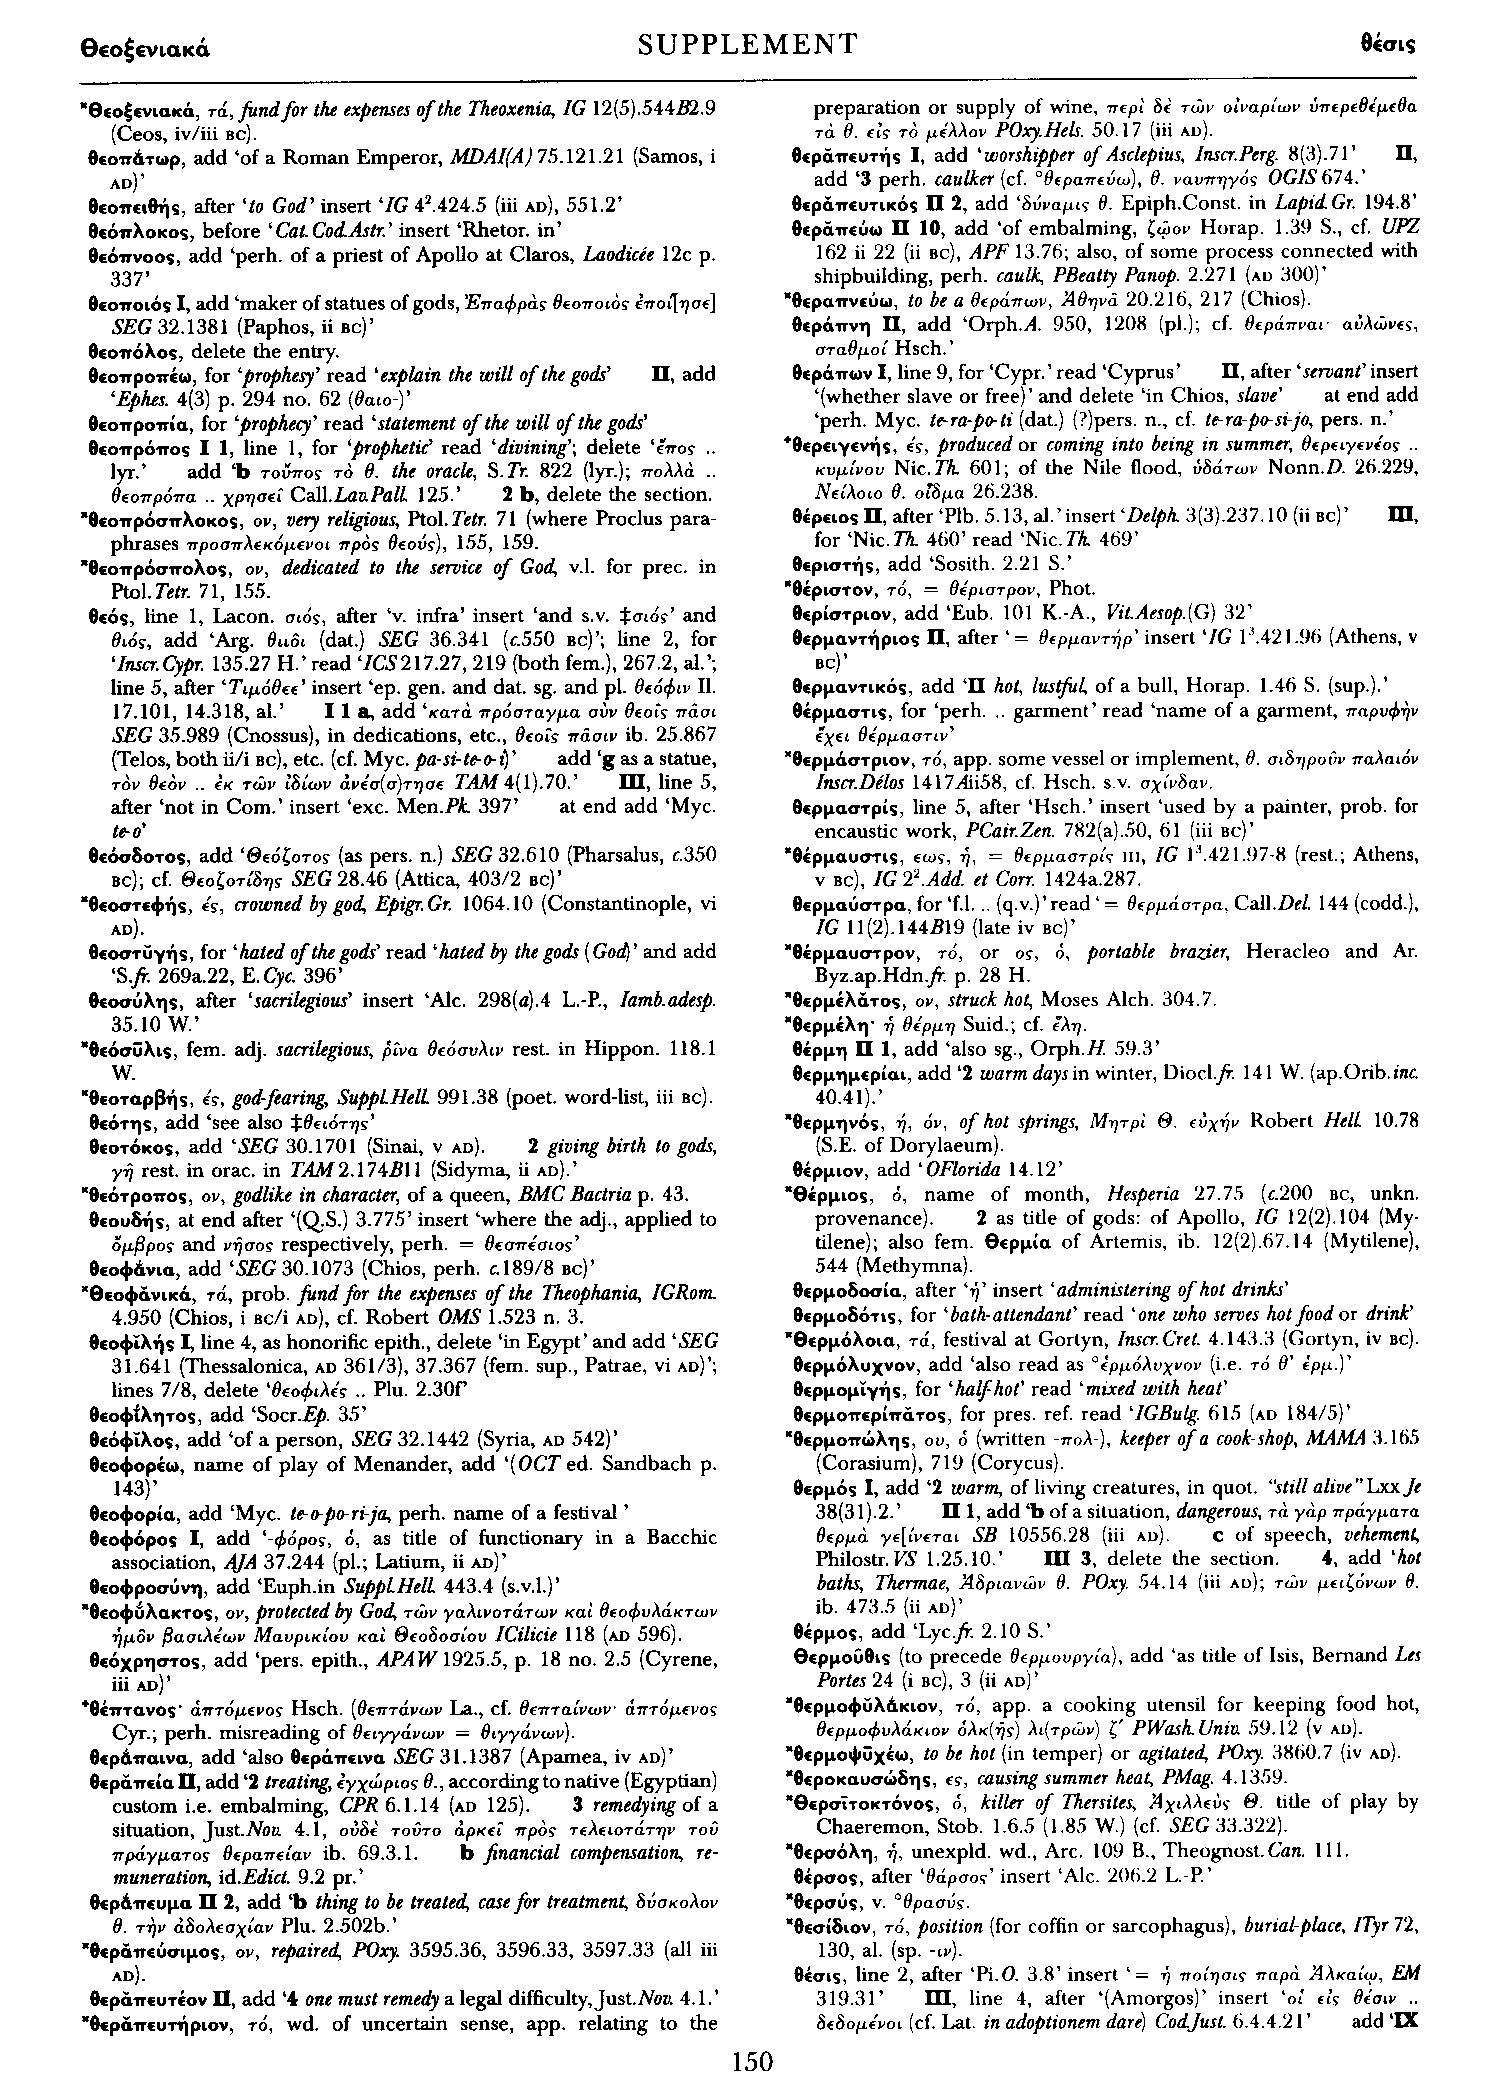 Θεοξενιακά SUPPLEMENT θέσις
*Θεοξενιακά, τά, fund for the expenses of the Theoxenia, IG 12(5).544B2.9
(Ceos, iv/iii BC).
θεοπάτωρ, add ‘of a Roman Emperor, MDAI(A) 75.121.21 (Samos, i
AD)’
θεοπειθής, after ‘to God’ insert ‘IG 4².424.5 (iii AD), 551.2’
θεόπλοκος, before ‘Cat.Cod.Astr.’ insert ‘Rhetor. in’
θεόπνοος, add ‘perh. of a priest of Apollo at Claros, Laodicée 12c p.
337’
θεοποιός I, add ‘maker of statues of gods, Ἐπαφρᾶς θεοποιὸς ἐποί[ησε]
SEG 32.1381 (Paphos, ii BC)’
θεοπόλος, delete the entry.
θεοπροπέω, for ‘prophesy’ read ‘explain the will of the gods’ II, add
‘Ephes. 4(3) p. 294 no. 62 (θαιο-)’
θεοπροπία, for ‘prophecy’ read ‘statement of the will of the gods’
θεοπρόπος I 1, line 1, for ‘prophetic’ read ‘divining’; delete ‘ἔπος ..
lyr.’ add ‘b τοὔπος τὸ θ. the oracle, S.Tr. 822 (lyr.); πολλὰ ..
θεοπρόπα .. χρησεῖ Call.Lav.Pall. 125.’ 2 b, delete the section.
*θεοπρόσπλοκος, ον, very religious, Ptol.Tetr. 71 (where Proclus para-
phrases προσπλεκόμενοι πρὸς θεούς), 155, 159.
*θεοπρόσπολος, ον, dedicated to the service of God, v.l. for prec. in
Ptol.Tetr. 71, 155.
θεός, line 1, Lacon. σιός, after ‘v. infra’ insert ‘and s.v. ‡σιός’ and
θιός, add ‘Arg. θιιο̂ι (dat.) SEG 36.341 (c.550 BC)’; line 2, for
‘Inscr.Cypr. 135.27 H.’ read ‘ICS 217.27, 219 (both fem.), 267.2, al.’;
line 5, after ‘Τιμόθεε’ insert ‘ep. gen. and dat. sg. and pl. θεόφιν Il.
17.101, 14.318, al.’ I 1 a, add ‘κατὰ πρόσταγμα σὺν θεοῖς πᾶσι
SEG 35.989 (Cnossus), in dedications, etc., θεοῖς πᾶσιν ib. 25.867
(Telos, both ii/i BC), etc. (cf. Myc. pa-si-te-o-i)’ add ‘g as a statue,
τὸν θεὸν .. ἐκ τῶν ἰδίων ἀνέσ(σ)τησε TAM 4(1).70.’ III, line 5,
after ‘not in Com.’ insert ‘exc. Men.Pk. 397’ at end add ‘Myc.
te-o’
θεόσδοτος, add ‘Θεόζοτος (as pers. n.) SEG 32.610 (Pharsalus, c.350
BC); cf. Θεοζοτίδης SEG 28.46 (Attica, 403/2 BC)’
*θεοστεφής, ές, crowned by god, Epigr.Gr. 1064.10 (Constantinople, vi
AD).
θεοστῠγής, for ‘hated of the gods’ read ‘hated by the gods (God)’ and add
‘S.fr. 269a.22, E.Cyc. 396’
θεοσύλης, after ‘sacrilegious’ insert ‘Alc. 298(a).4 L.-P., Iamb.adesp.
35.10 W.’
*θεόσῡλις, fem. adj. sacrilegious, ῥῖνα θεόσυλιν rest. in Hippon. 118.1
W.
*θεοταρβής, ές, god-fearing, Suppl.Hell. 991.38 (poet. word-list, iii BC).
θεότης, add ‘see also ‡θειότης’
θεοτόκος, add ‘SEG 30.1701 (Sinai, v AD). 2 giving birth to gods,
γῆ rest. in orac. in TAM 2.174B11 (Sidyma, ii AD).’
*θεότροπος, ον, godlike in character, of a queen, BMC Bactria p. 43.
θεουδής, at end after ‘(Q.S.) 3.775’ insert ‘where the adj., applied to
ὄμβρος and νῆσος respectively, perh. = θεσπέσιος’
θεοφάνια, add ‘SEG 30.1073 (Chios, perh. c.189/8 BC)’
*Θεοφᾰνικά, τά, prob. fund for the expenses of the Theophania, IGRom.
4.950 (Chios, i BC/i AD), cf. Robert OMS 1.523 n. 3.
θεοφῐλής I, line 4, as honorific epith., delete ‘in Egypt’ and add ‘SEG
31.641 (Thessalonica, AD 361/3), 37.367 (fem. sup., Patrae, vi AD)’;
lines 7/8, delete ‘θεοφιλές .. Plu. 2.30f’
θεοφίλητος, add ‘Socr.Ep. 35’
θεόφῐλος, add ‘of a person, SEG 32.1442 (Syria, AD 542)’
θεοφορέω, name of play of Menander, add ‘(OCT ed. Sandbach p.
143)’
θεοφορία, add ‘Myc. te-o-po-ri-ja, perh. name of a festival’
θεοφόρος I, add ‘-φόρος, ὁ, as title of functionary in a Bacchic
association, AJA 37.244 (pl.; Latium, ii AD)’
θεοφροσύνη, add ‘Euph.in Suppl.Hell. 443.4 (s.v.l.)’
*θεοφύλακτος, ον, protected by God, τῶν γαλινοτάτων καὶ θεοφυλάκτων
ἡμο̂ν βασιλέων Μαυρικίου καὶ Θεοδοσίου ICilicie 118 (AD 596).
θεόχρηστος, add ‘pers. epith., APAW 1925.5, p. 18 no. 2.5 (Cyrene,
iii AD)’
⁺θέπτανος· ἁπτόμενος Hsch. (θεπτάνων La., cf. θεπταίνων· ἁπτόμενος
Cyr.; perh. misreading of θειγγάνων = θιγγάνων).
θεράπαινα, add ‘also θεράπεινα SEG 31.1387 (Apamea, iv AD)’
θερᾰπεία II, add ‘2 treating, ἐγχώριος θ., according to native (Egyptian)
custom i.e. embalming, CPR 6.1.14 (AD 125). 3 remedying of a
situation, Just.Nov. 4.1, οὐδὲ τοῦτο ἀρκεῖ πρὸς τελειοτάτην τοῦ
πράγματος θεραπείαν ib. 69.3.1. b financial compensation, re-
muneration, id.Edict. 9.2 pr.’
θεράπευμα II 2, add ‘b thing to be treated, case for treatment, δύσκολον
θ. τὴν ἀδολεσχίαν Plu. 2.502b.’
*θερᾰπεύσιμος, ον, repaired, POxy. 3595.36, 3596.33, 3597.33 (all iii
AD).
θερᾰπευτέον II, add ‘4 one must remedy a legal difficulty, Just.Nov. 4.1.’
*θερᾰπευτήριον, τό, wd. of uncertain sense, app. relating to the
preparation or supply of wine, περὶ δὲ τῶν οἰναρίων ὑπερεθέμεθα
τὰ θ. εἰς τὸ μέλλον POxy.Hels. 50.17 (iii AD).
θερᾰπευτής I, add ‘worshipper of Asclepius, Inscr.Perg. 8(3).71’ II,
add ‘3 perh. caulker (cf. °θεραπεύω), θ. ναυπηγός OGIS 674.’
θερᾰπευτικός II 2, add ‘δύναμις θ. Epiph.Const. in Lapid.Gr. 194.8’
θερᾰπεύω II 10, add ‘of embalming, ζῷον Horap. 1.39 S., cf. UPZ
162 ii 22 (ii BC), APF 13.76; also, of some process connected with
shipbuilding, perh. caulk, PBeatty Panop. 2.271 (AD 300)’
*θεραπνεύω, to be a θεράπων, Ἀθηνᾶ 20.216, 217 (Chios).
θεράπνη II, add ‘Orph.A. 950, 1208 (pl.); cf. θεράπναι· αὐλῶνες,
σταθμοί Hsch.’
θεράπων I, line 9, for ‘Cypr.’ read ‘Cyprus’ II, after ‘servant’ insert
‘(whether slave or free)’ and delete ‘in Chios, slave’ at end add
‘perh. Myc. te-ra-po-ti (dat.) (?)pers. n., cf. te-ra-po-si-jo, pers. n.’
⁺θερειγενής, ές, produced or coming into being in summer, θερειγενέος ..
κυμίνου Nic.Th. 601; of the Nile flood, ὑδάτων Nonn.D. 26.229,
Νείλοιο θ. οἶδμα 26.238.
θέρειος II, after ‘Plb. 5.13, al.’ insert ‘Delph. 3(3).237.10 (ii BC)’ III,
for ‘Nic.Th. 460’ read ‘Nic.Th. 469’
θεριστής, add ‘Sosith. 2.21 S.’
*θέριστον, τό, = θέριστρον, Phot.
θερίστριον, add ‘Eub. 101 K.-A., Vit.Aesop.(G) 32’
θερμαντήριος II, after ‘= θερμαντήρ’ insert ‘IG 1³.421.96 (Athens, v
BC)’
θερμαντικός, add ‘II hot, lustful, of a bull, Horap. 1.46 S. (sup.).’
θέρμαστις, for ‘perh. .. garment’ read ‘name of a garment, παρυφὴν
ἔχει θέρμαστιν’
*θερμάστριον, τό, app. some vessel or implement, θ. σιδηροῦν παλαιόν
Inscr.Délos 1417Aii58, cf. Hsch. s.v. σχίνδαν.
θερμαστρίς, line 5, after ‘Hsch.’ insert ‘used by a painter, prob. for
encaustic work, PCair.Zen. 782(a).50, 61 (iii BC)’
*θέρμαυστις, εως, ἡ, = θερμαστρίς III, IG 1³.421.97-8 (rest.; Athens,
v BC), IG 2².Add. et Corr. 1424a.287.
θερμαύστρα, for ‘f.l. .. (q.v.)’ read ‘= θερμάστρα, Call.Del. 144 (codd.),
IG 11(2).144B19 (late iv BC)’
*θέρμαυστρον, τό, or ος, ὁ, portable brazier, Heracleo and Ar.
Byz.ap.Hdn.fr. p. 28 H.
*θερμέλᾰτος, ον, struck hot, Moses Alch. 304.7.
*θερμέλη· ἡ θέρμη Suid.; cf. ἕλη.
θέρμη II 1, add ‘also sg., Orph.H. 59.3’
θερμημερίαι, add ‘2 warm days in winter, Diocl.fr. 141 W. (ap.Orib.inc.
40.41).’
*θερμηνός, ή, όν, of hot springs, Μητρὶ Θ. εὐχήν Robert Hell. 10.78
(S.E. of Dorylaeum).
θέρμιον, add ‘OFlorida 14.12’
*Θέρμιος, ὁ, name of month, Hesperia 27.75 (c.200 BC, unkn.
provenance). 2 as title of gods: of Apollo, IG 12(2).104 (My-
tilene); also fem. Θερμία of Artemis, ib. 12(2).67.14 (Mytilene),
544 (Methymna).
θερμοδοσία, after ‘ἡ’ insert ‘administering of hot drinks’
θερμοδότις, for ‘bath-attendant’ read ‘one who serves hot food or drink’
*Θερμόλοια, τά, festival at Gortyn, Inscr.Cret. 4.143.3 (Gortyn, iv BC).
θερμόλυχνον, add ‘also read as °ἑρμόλυχνον (i.e. τό θ’ ἑρμ.)’
θερμομῐγής, for ‘half-hot’ read ‘mixed with heat’
θερμοπερίπᾰτος, for pres. ref. read ‘IGBulg. 615 (AD 184/5)’
*θερμοπώλης, ου, ὁ (written -πολ-), keeper of a cook-shop, MAMA 3.165
(Corasium), 719 (Corycus).
θερμός I, add ‘2 warm, of living creatures, in quot. “still alive” Lxx Je
38(31).2.’ II 1, add ‘b of a situation, dangerous, τὰ γὰρ πράγματα
θερμὰ γε[ίνεται SB 10556.28 (iii AD). c of speech, vehement,
Philostr.VS 1.25.10.’ III 3, delete the section. 4, add ‘hot
baths, Thermae, Ἁδριανῶν θ. POxy. 54.14 (iii AD); τῶν μειζόνων θ.
ib. 473.5 (ii AD)’
θέρμος, add ‘Lyc.fr. 2.10 S.’
Θερμοῦθις (to precede θερμουργία), add ‘as title of Isis, Bernand Les
Portes 24 (i BC), 3 (ii AD)’
*θερμοφῠλάκιον, τό, app. a cooking utensil for keeping food hot,
θερμοφυλάκιον ὁλκ(ῆς) λι(τρῶν) ζʹ PWash.Univ. 59.12 (v AD).
*θερμοψῡχέω, to be hot (in temper) or agitated, POxy. 3860.7 (iv AD).
*θεροκαυσώδης, ες, causing summer heat, PMag. 4.1359.
*Θερσῑτοκτόνος, ὁ, killer of Thersites, Ἀχιλλεὺς Θ. title of play by
Chaeremon, Stob. 1.6.5 (1.85 W.) (cf. SEG 33.322).
*θερσόλη, ἡ, unexpld. wd., Arc. 109 B., Theognost.Can. 111.
θέρσος, after ‘θάρσος’ insert ‘Alc. 206.2 L.-P.’
*θερσύς, v. °θρασύς.
*θεσίδιον, τό, position (for coffin or sarcophagus), burial-place, ITyr 72,
130, al. (sp. -ιν).
θέσις, line 2, after ‘Pi.O. 3.8’ insert ‘= ἡ ποίησις παρὰ Ἀλκαίῳ, EM
319.31’ III, line 4, after ‘(Amorgos)’ insert ‘οἱ εἰς θέσιν ..
δεδομένοι (cf. Lat. in adoptionem dare) Cod.Just. 6.4.4.21’ add ‘IX
150